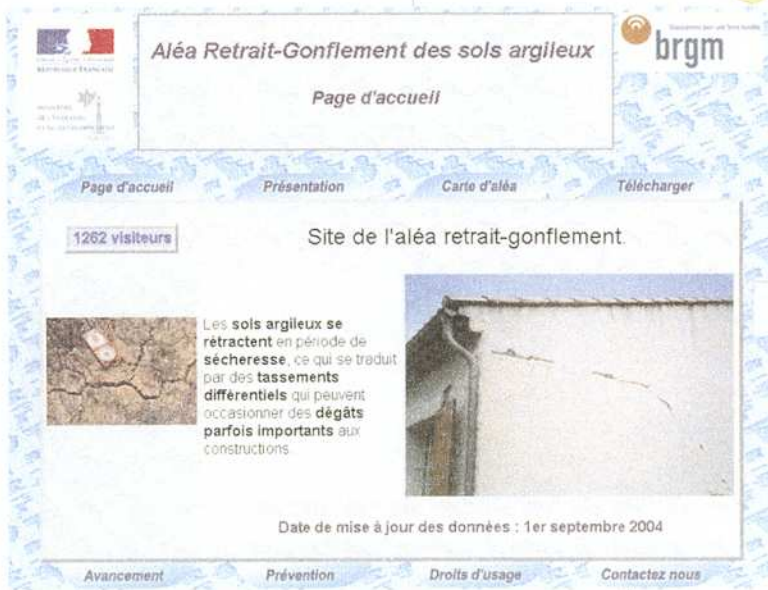 Aléa Retrait-Gonflement des sols argileux
Page d'accueil
RÉPUBLIQUE FRANÇAISE
brgm
Page d'accueil
Présentation
Carte d'aléa
Télécharger
1262 visiteurs
Site de l'aléa retrait-gonflement.
Les sols argileux se
rétractent en période de
sécheresse, ce qui se traduit
par des tassements
différentiels qui peuvent
occasionner des dégâts
parfois importants aux
constructions.
Date de mise à jour des données : 1er septembre 2004
Avancement
Prévention
Droits d'usage
Contactez nous